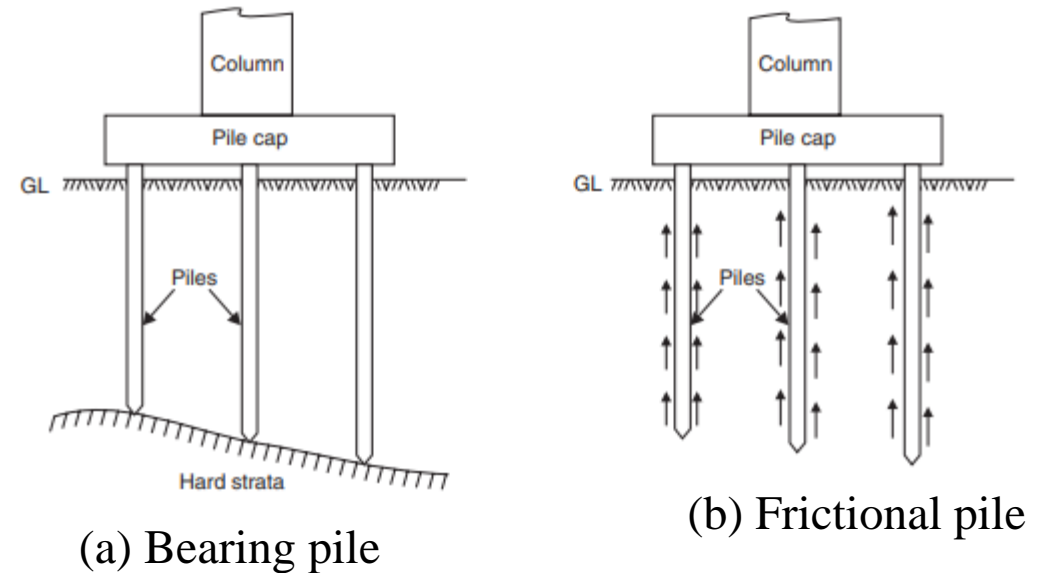 Column
Pile cap
GL
Piles
Hard strata
(a) Bearing pile
Column
Pile cap
GL
Piles
(b) Frictional pile